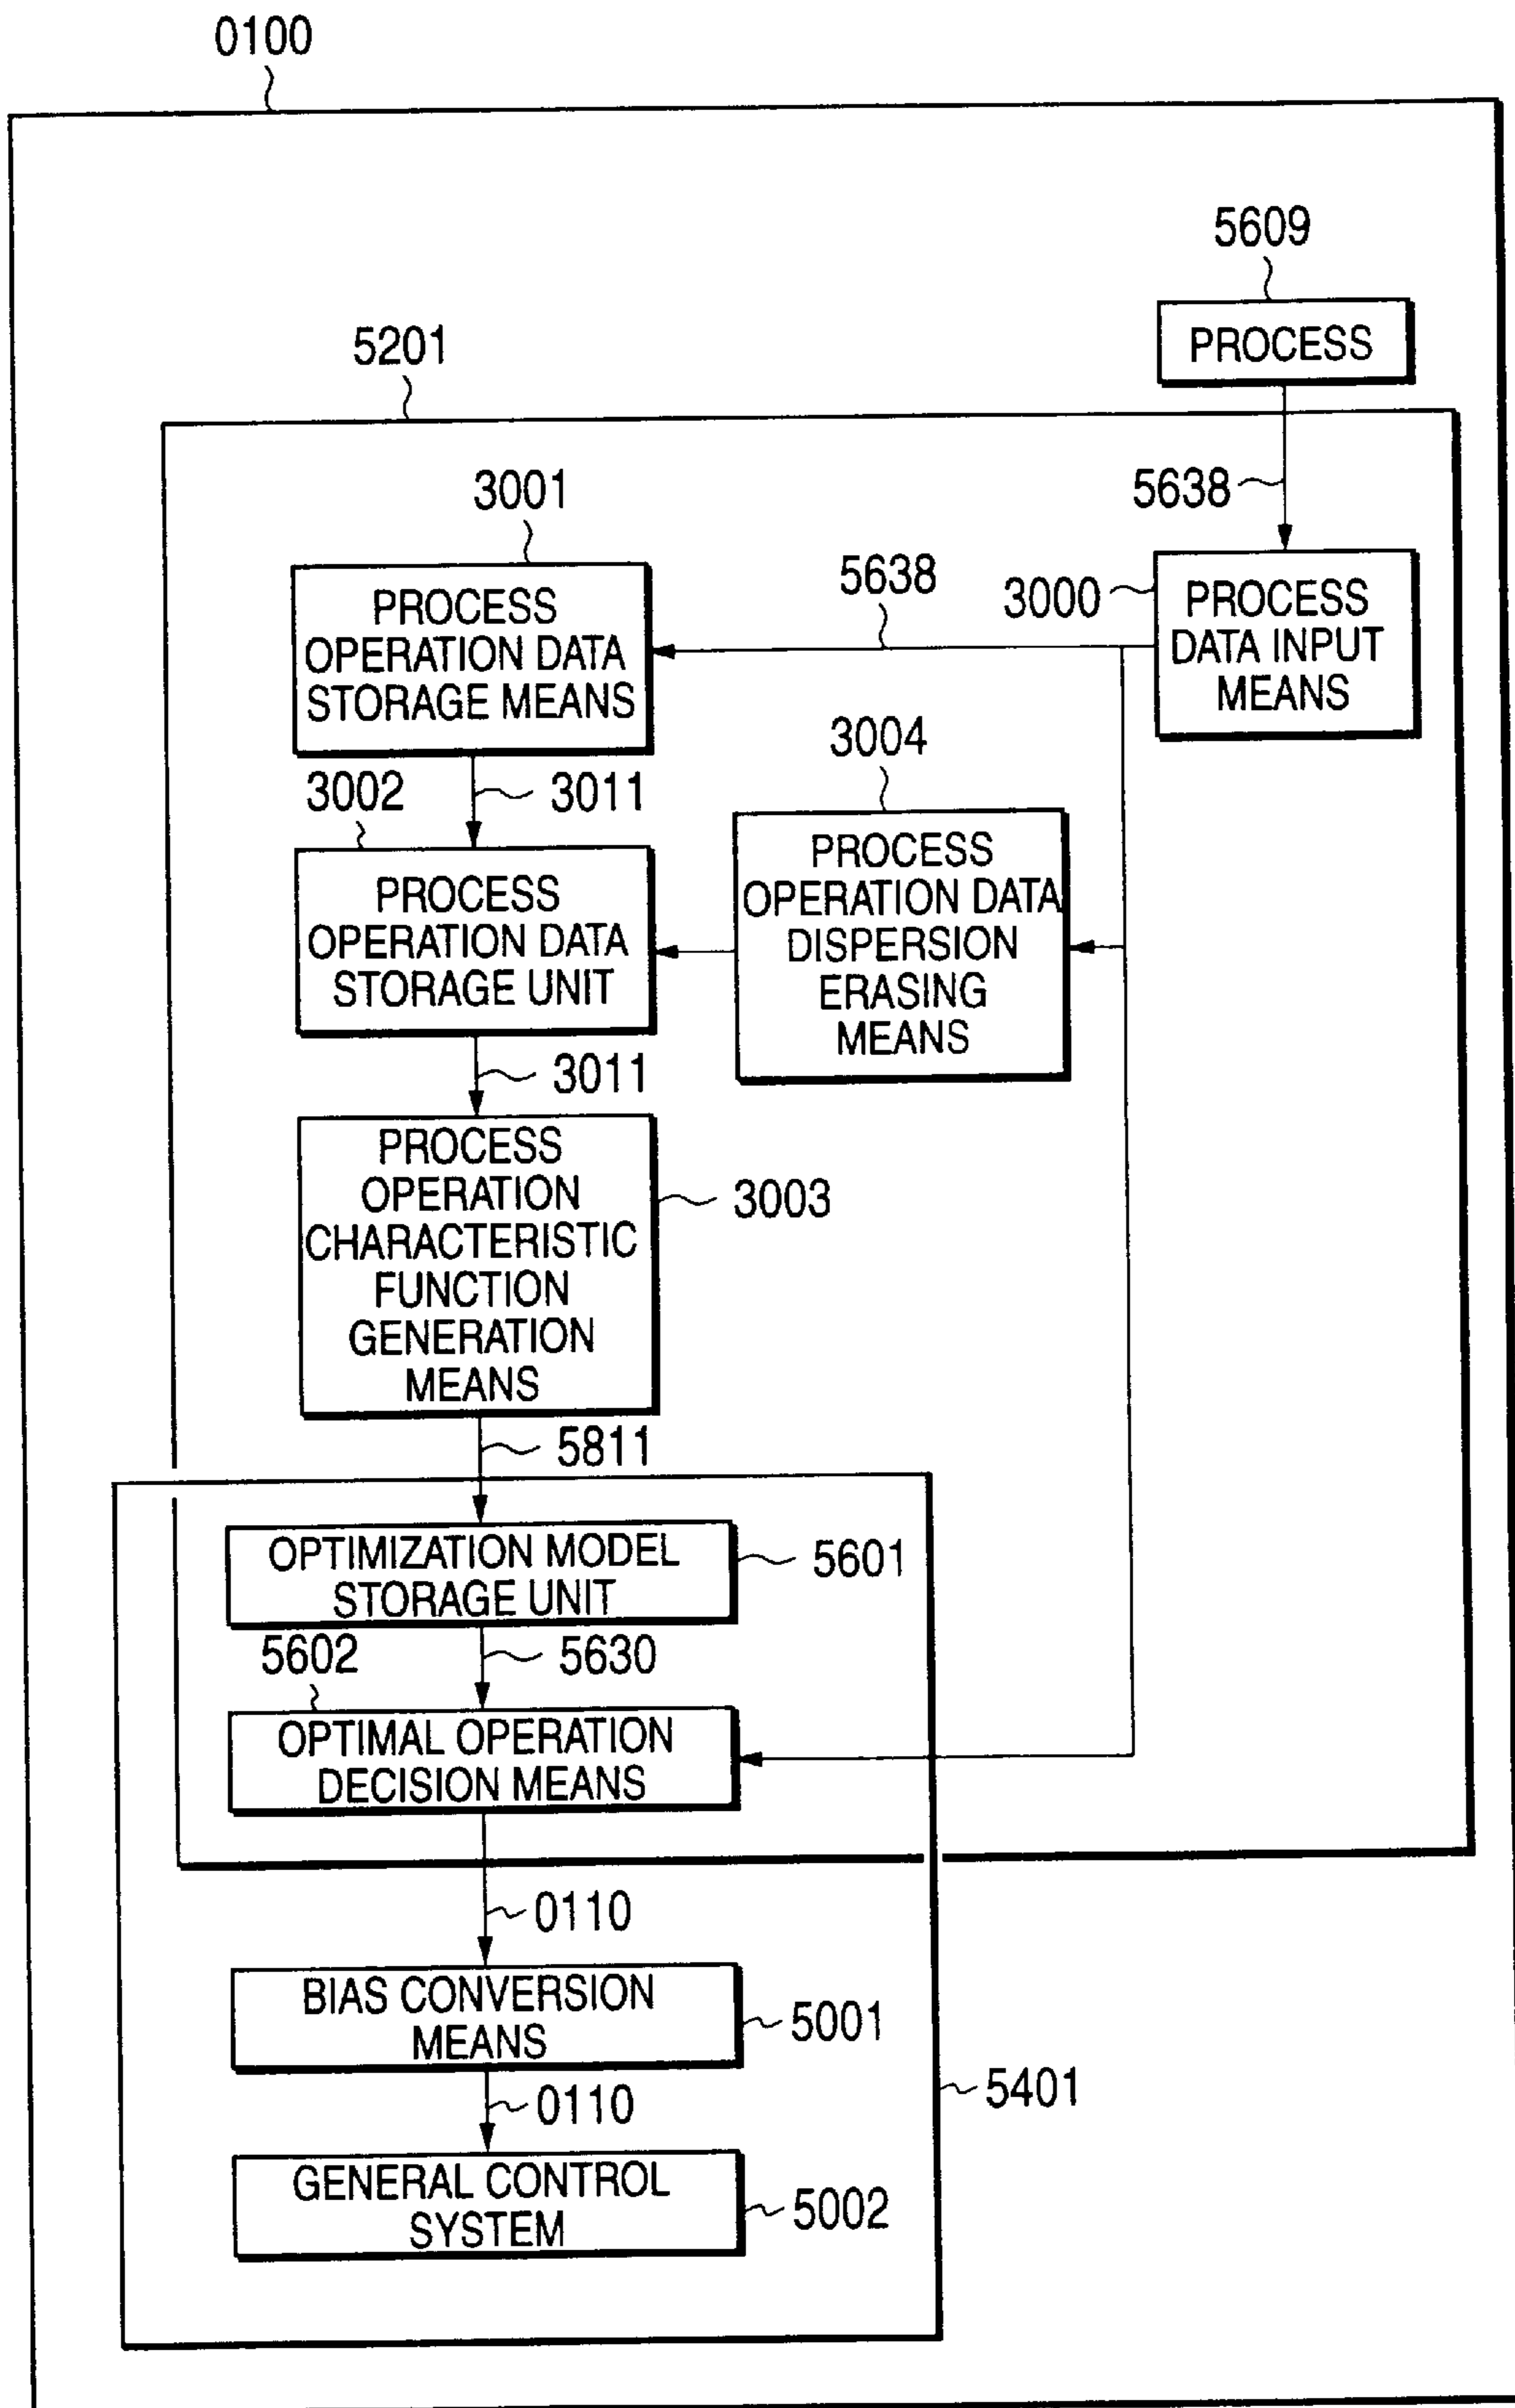 0100
5609
PROCESS
5201
5638
3001
PROCESS
OPERATION DATA
STORAGE MEANS
5638
3000
PROCESS
DATA INPUT
MEANS
3004
3002
3011
PROCESS
OPERATION DATA
STORAGE UNIT
PROCESS
OPERATION DATA
DISPERSION
ERASING
MEANS
3011
PROCESS
OPERATION
CHARACTERISTIC
FUNCTION
GENERATION
MEANS
3003
5811
OPTIMIZATION MODEL
STORAGE UNIT
5601
5602
5630
OPTIMAL OPERATION
DECISION MEANS
0110
BIAS CONVERSION
MEANS
5001
0110
5401
GENERAL CONTROL
SYSTEM
5002